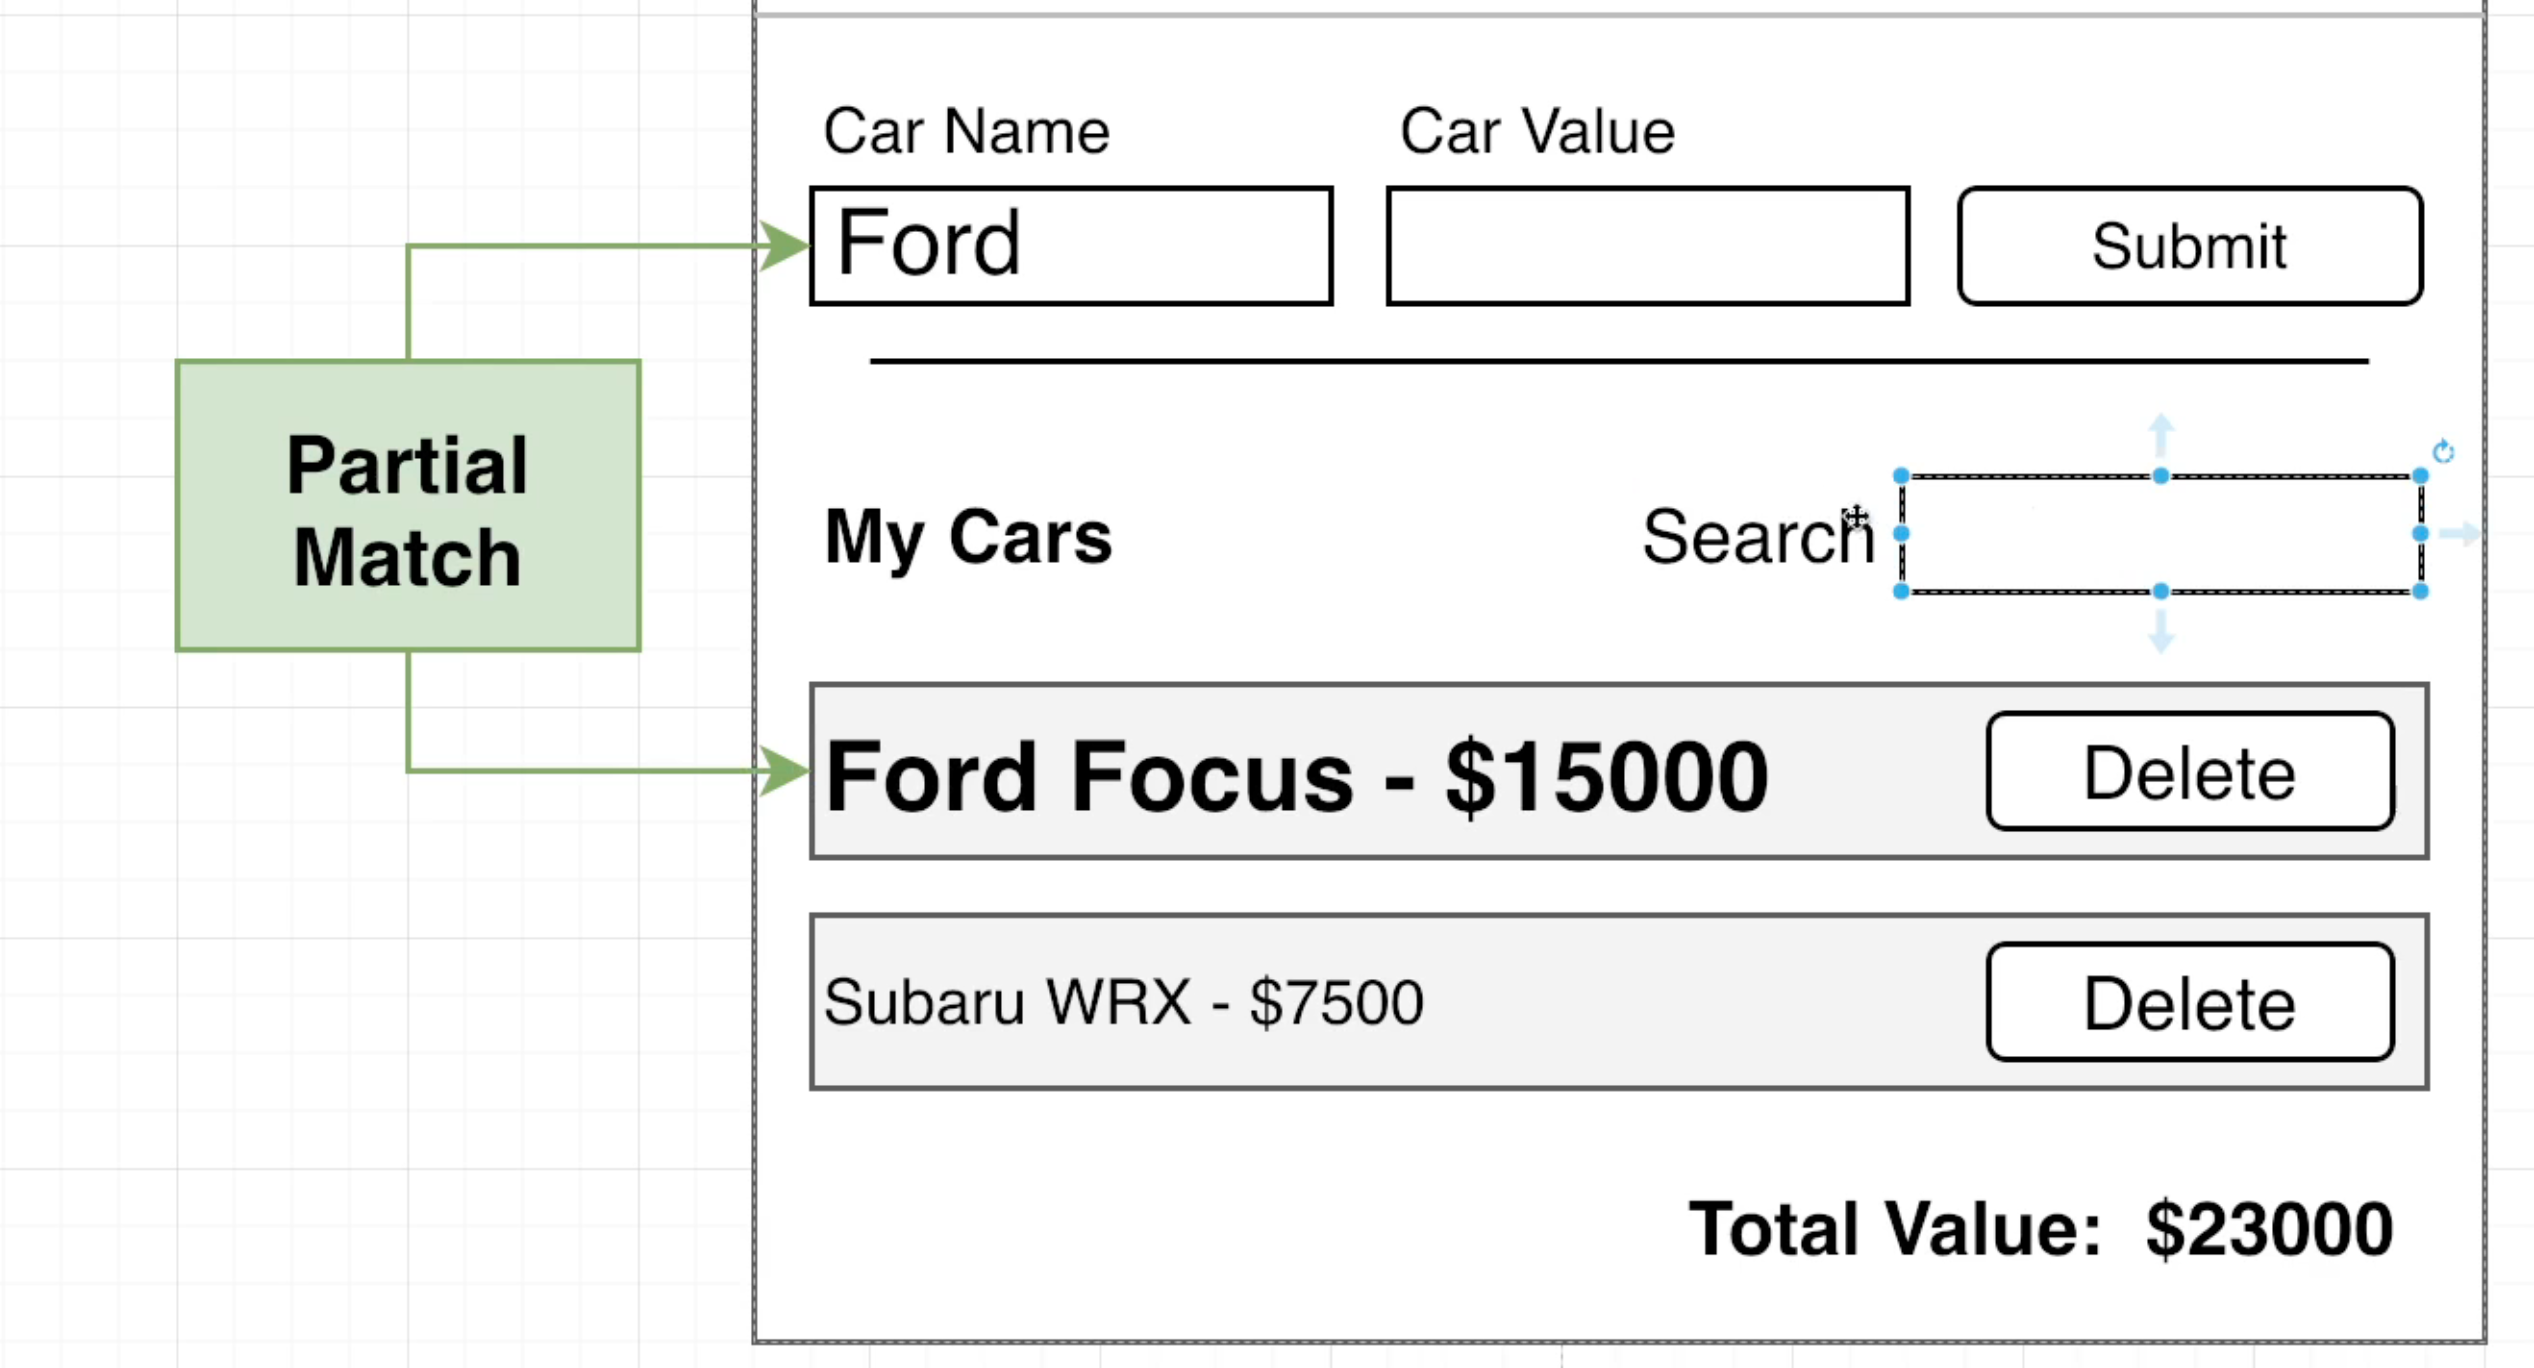 Car Name
Car Value
Ford
Submit
Partial
Match
My Cars
Search
Ford Focus - $15000
Delete
Subaru WRX - $7500
Delete
Total Value: $23000